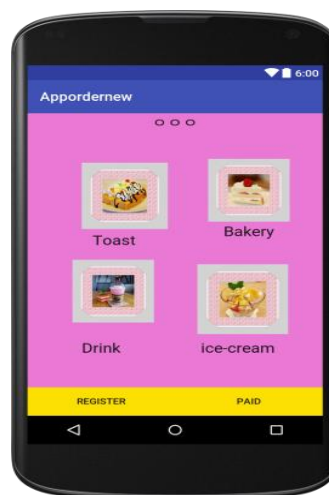 6:00
Appordernew
Toast
Bakery
Drink
ice-cream
REGISTER PAID